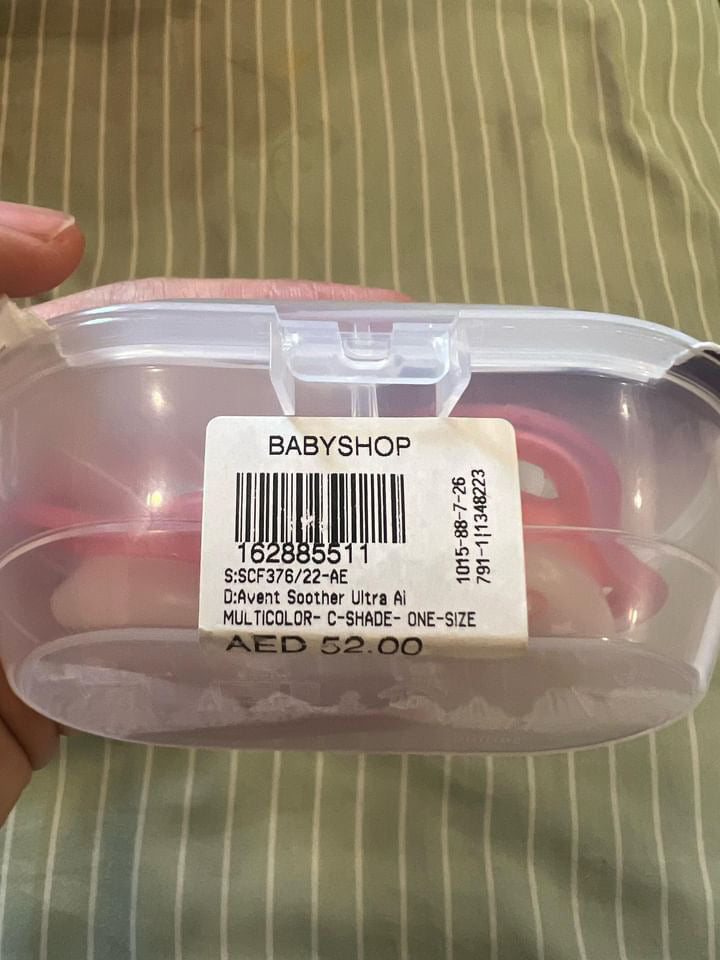 BABYSHOP
162885511
S:SCF376/22-AE
D:Avent Soother Ultra Ai
MULTICOLOR- C-SHADE- ONE-SIZE
AED 52.00
1015-88-7-26
791-1|1348223